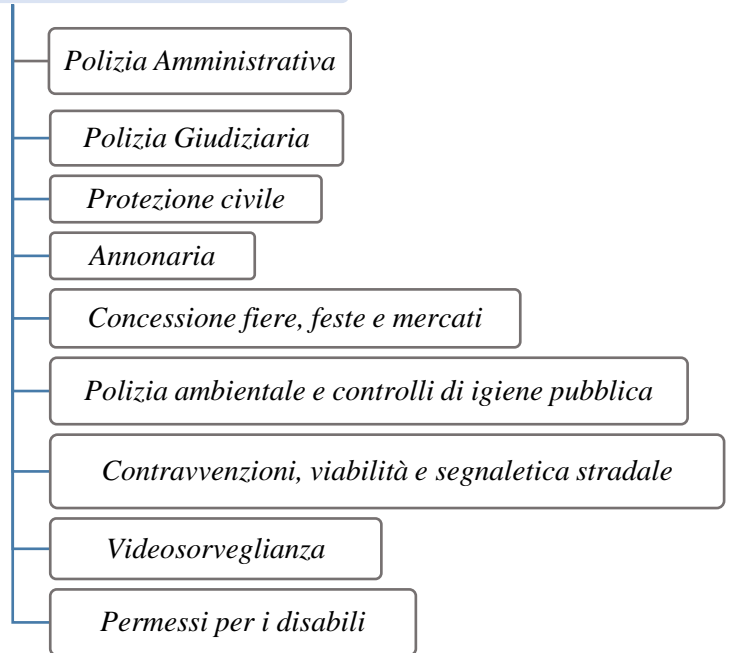 Polizia Amministrativa
Polizia Giudiziaria
Protezione civile
Annonaria
Concessione fiere, feste e mercati
Polizia ambientale e controlli di igiene pubblica
Contravvenzioni, viabilità e segnaletica stradale
Videosorveglianza
Permessi per i disabili